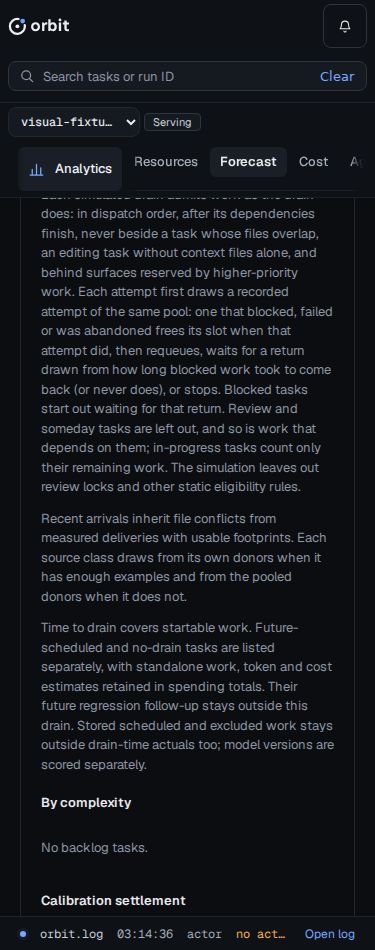 orbit
Search tasks or run ID
Clear
visual-fixtu…
Serving
Analytics
Resources
Forecast
Cost
Each simulated drain admits work as the drain
does: in dispatch order, after its dependencies
finish, never beside a task whose files overlap,
an editing task without context files alone, and
behind surfaces reserved by higher-priority
work. Each attempt first draws a recorded
attempt of the same pool: one that blocked, failed
or was abandoned frees its slot when that
attempt did, then requeues, waits for a return
drawn from how long blocked work took to come
back (or never does), or stops. Blocked tasks
start out waiting for that return. Review and
someday tasks are left out, and so is work that
depends on them; in-progress tasks count only
their remaining work. The simulation leaves out
review locks and other static eligibility rules.
Recent arrivals inherit file conflicts from
measured deliveries with usable footprints. Each
source class draws from its own donors when it
has enough examples and from the pooled
donors when it does not.
Time to drain covers startable work. Future-
scheduled and no-drain tasks are listed
separately, with standalone work, token and cost
estimates retained in spending totals. Their
future regression follow-up stays outside this
drain. Stored scheduled and excluded work stays
outside drain-time actuals too; model versions are
scored separately.
By complexity
No backlog tasks.
Calibration settlement
orbit.log 03:14:36 actor no act… Open log